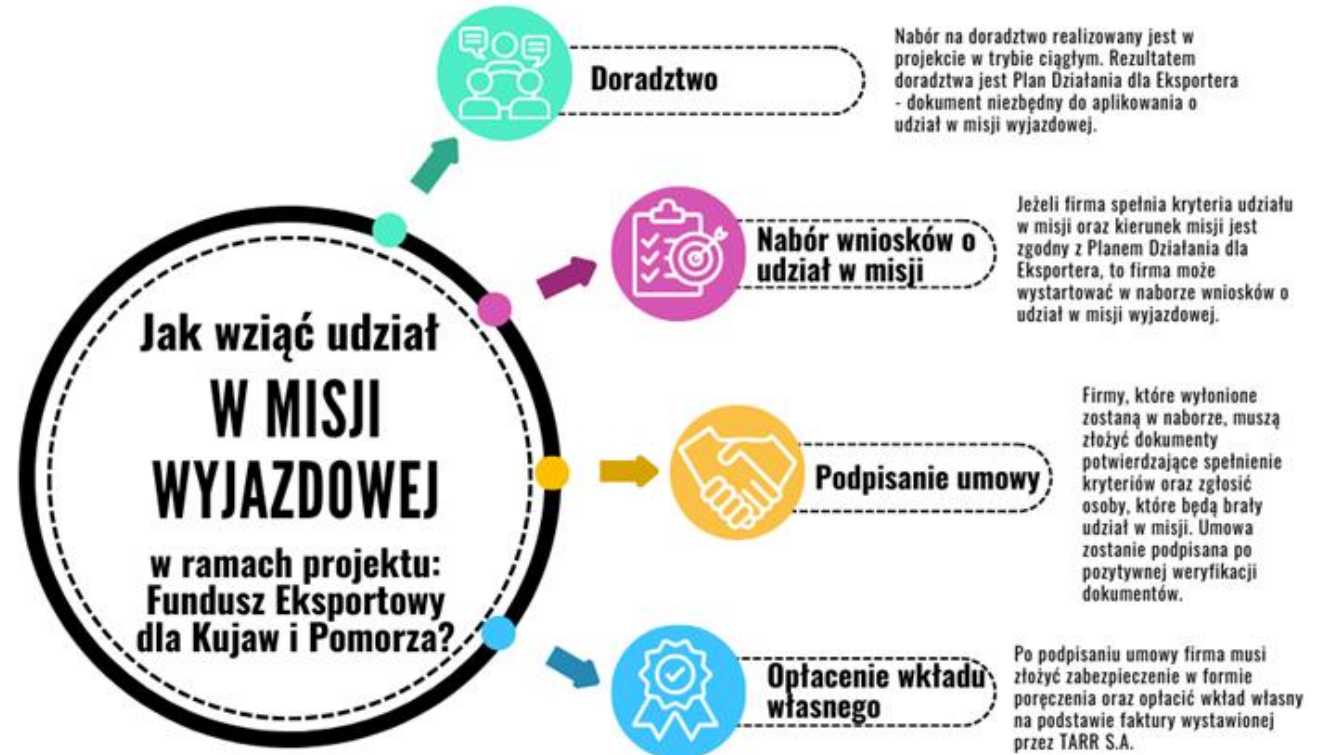 Jak wziąć udział
W MISJI
WYJAZDOWEJ
w ramach projektu:
Fundusz Eksportowy
dla Kujaw i Pomorza?
Doradztwo
Nabór na doradztwo realizowany jest w
projekcie w trybie ciągłym. Rezultatem
doradztwa jest Plan Działania dla Eksportera
- dokument niezbędny do aplikowania o
udział w misji wyjazdowej.
Nabór wniosków o
udział w misji
Jeżeli firma spełnia kryteria udziału
w misji oraz kierunek misji jest
zgodny z Planem Działania dla
Eksportera, to firma może
wystartować w naborze wniosków o
udział w misji wyjazdowej.
Podpisanie umowy
Firmy, które wyłonione
zostaną w naborze, muszą
złożyć dokumenty
potwierdzające spełnienie
kryteriów oraz zgłosić
osoby, które będą brały
udział w misji. Umowa
zostanie podpisana po
pozytywnej weryfikacji
dokumentów.
Opłacenie wkładu
własnego
Po podpisaniu umowy firma musi
złożyć zabezpieczenie w formie
poręczenia oraz opłacić wkład własny
na podstawie faktury wystawionej
przez TARR S.A.